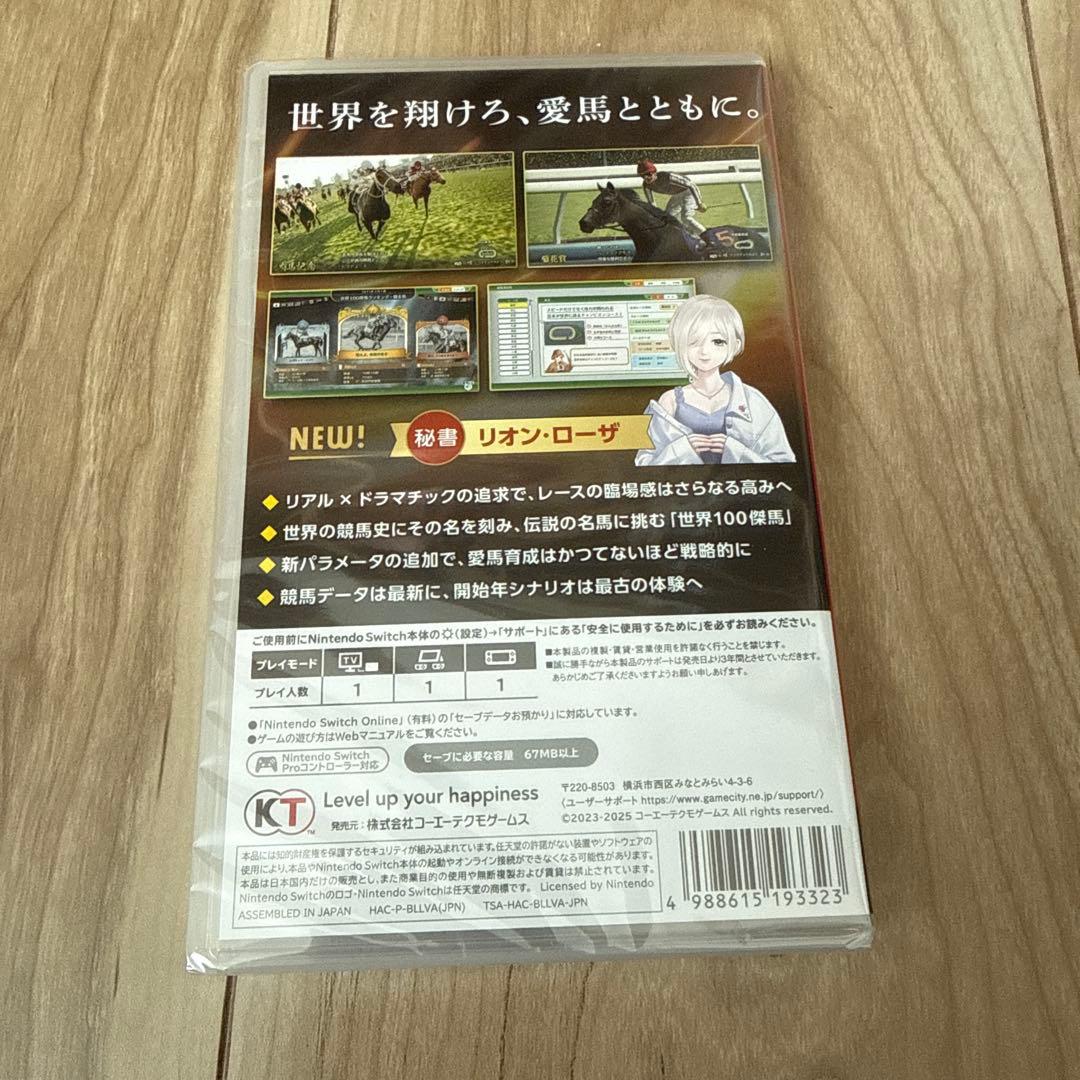 世界を翔けろ、愛馬とともに。
有馬記念
菊花賞
5
NEW!
秘書
リオン・ローザ
◆ リアル×ドラマチックの追求で、レースの臨場感はさらなる高みへ
◆ 世界の競馬史にその名を刻み、伝説の名馬に挑む「世界100傑馬」
◆ 新パラメータの追加で、愛馬育成はかつてないほど戦略的に
◆ 競馬データは最新に、開始年シナリオは最古の体験へ
ご使用前にNintendo Switch本体の(設定)→「サポート」にある「安全に使用するために」を必ずお読みください。
プレイモード TV
プレイ人数 1 1 1
■本製品の複製・賃貸・営業使用を許諾なく行うことを禁じます。
■誠に勝手ながら本製品のサポートは発売日より3年間とさせていただきます。
あらかじめご了承くださいますようお願い申しあげます。
●「Nintendo Switch Online」(有料)の「セーブデータお預かり」に対応しています。
●ゲームの遊び方はWebマニュアルをご覧ください。
Nintendo Switch
Proコントローラー対応
セーブに必要な容量 67MB以上
KT
TM
Level up your happiness
発売元：株式会社コーエーテクモゲームス
〒220-8503 横浜市西区みなとみらい4-3-6
〈ユーザーサポート https://www.gamecity.ne.jp/support/〉
©2023-2025 コーエーテクモゲームス All rights reserved.
本品には知的財産権を保護するセキュリティが組み込まれています。任天堂の許諾がない装置やソフトウェアの
使用により、本品やNintendo Switch本体の起動やオンライン接続ができなくなる可能性があります。
本品は日本国内だけの販売とし、また商業目的の使用や無断複製および賃貸は禁止されています。
Nintendo Switchのロゴ・Nintendo Switchは任天堂の商標です。 Licensed by Nintendo
ASSEMBLED IN JAPAN HAC-P-BLLVA(JPN) TSA-HAC-BLLVA-JPN
4 988615 193323